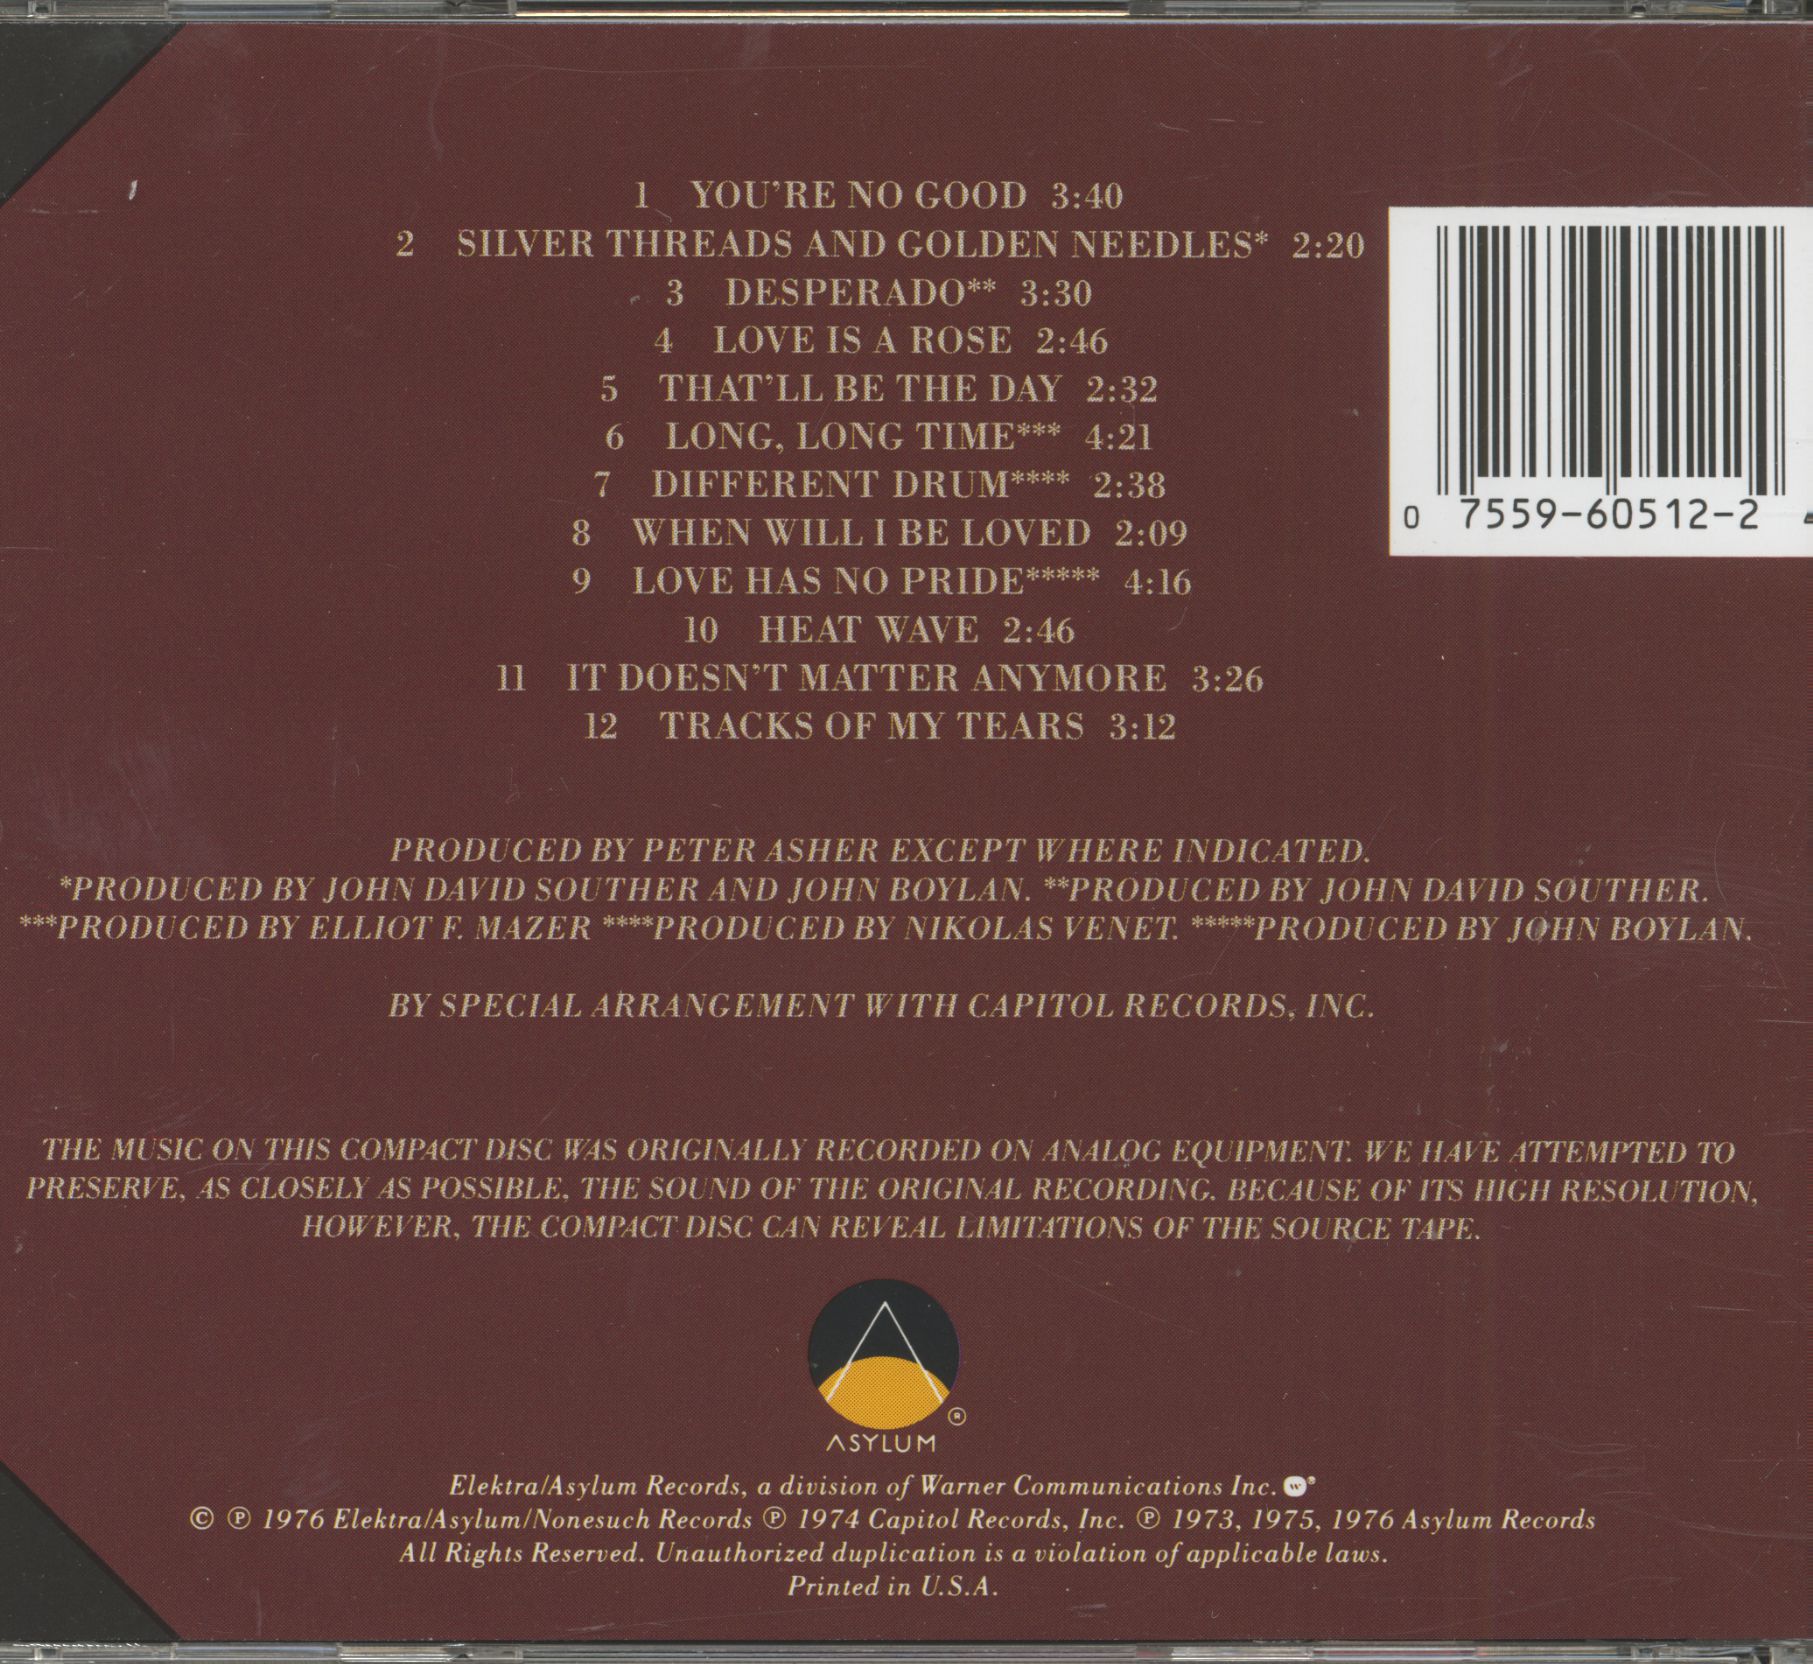 1 YOU'RE NO GOOD 3:40
2 SILVER THREADS AND GOLDEN NEEDLES* 2:20
3 DESPERADO** 3:30
4 LOVE IS A ROSE 2:46
5 THAT'LL BE THE DAY 2:32
6 LONG, LONG TIME*** 4:21
7 DIFFERENT DRUM**** 2:38
8 WHEN WILL I BE LOVED 2:09
9 LOVE HAS NO PRIDE***** 4:16
10 HEAT WAVE 2:46
11 IT DOESN'T MATTER ANYMORE 3:26
12 TRACKS OF MY TEARS 3:12
0 7559-60512-2
PRODUCED BY PETER ASHER EXCEPT WHERE INDICATED.
*PRODUCED BY JOHN DAVID SOUTHER AND JOHN BOYLAN. **PRODUCED BY JOHN DAVID SOUTHER.
***PRODUCED BY ELLIOT F. MAZER ****PRODUCED BY NIKOLAS VENET. *****PRODUCED BY JOHN BOYLAN.
BY SPECIAL ARRANGEMENT WITH CAPITOL RECORDS, INC.
THE MUSIC ON THIS COMPACT DISC WAS ORIGINALLY RECORDED ON ANALOG EQUIPMENT. WE HAVE ATTEMPTED TO
PRESERVE, AS CLOSELY AS POSSIBLE, THE SOUND OF THE ORIGINAL RECORDING. BECAUSE OF ITS HIGH RESOLUTION,
HOWEVER, THE COMPACT DISC CAN REVEAL LIMITATIONS OF THE SOURCE TAPE.
®
ASYLUM
Elektra/Asylum Records, a division of Warner Communications Inc. w®
© ℗ 1976 Elektra/Asylum/Nonesuch Records ℗ 1974 Capitol Records, Inc. ℗ 1973, 1975, 1976 Asylum Records
All Rights Reserved. Unauthorized duplication is a violation of applicable laws.
Printed in U.S.A.